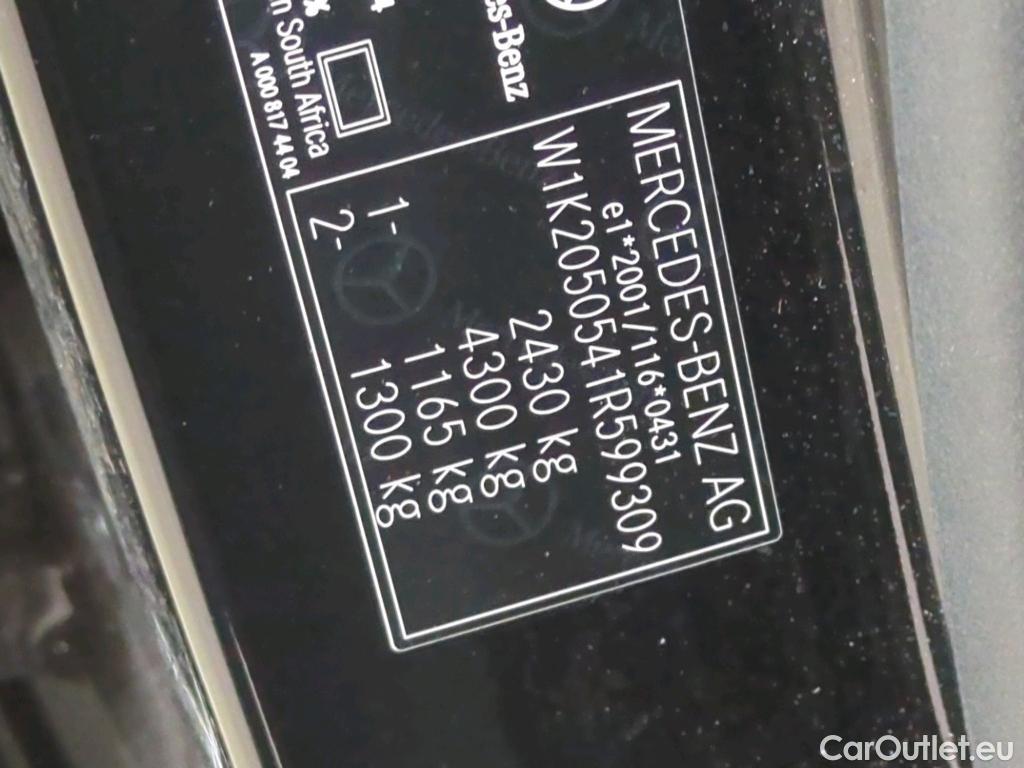 MERCEDES-BENZ AG
e1*2001/116*0431
W1K2050541R599309
2430 kg
4300 kg
1- 1165 kg
2- 1300 kg
es-Benz
4
%
n South Africa
A 000 817 44 04
CarOutlet.eu